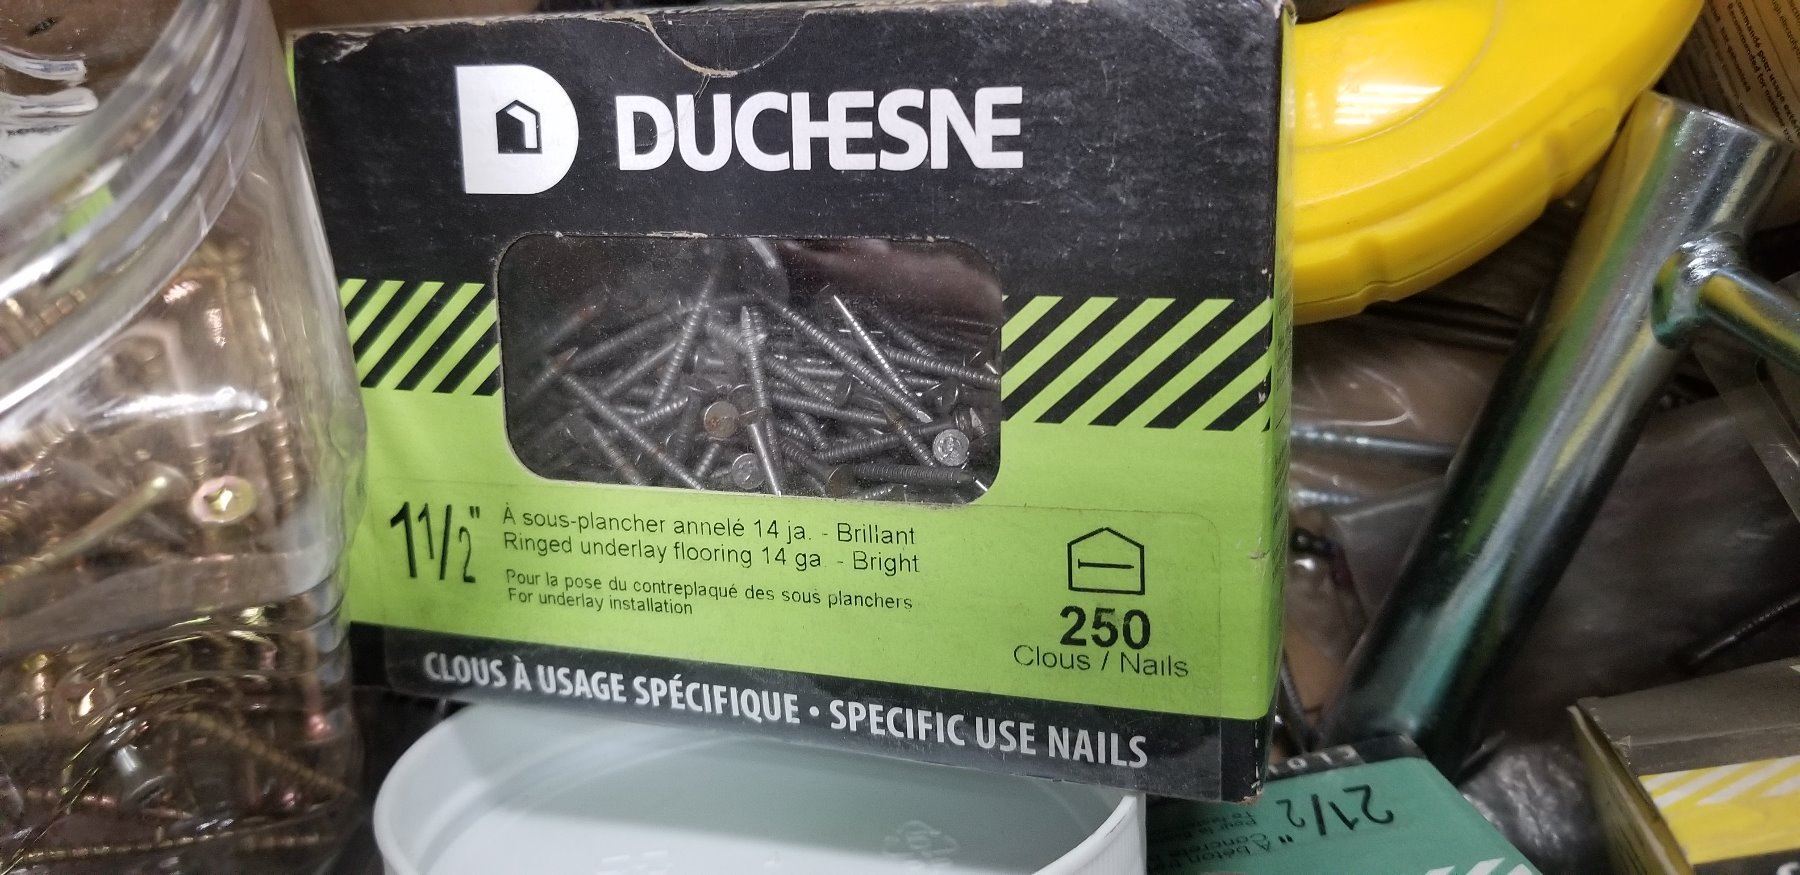 DUCHESNE
1 1/2"
À sous-plancher annelé 14 ja. - Brillant
Ringed underlay flooring 14 ga - Bright
Pour la pose du contreplaqué des sous planchers
For underlay installation
250
Clous / Nails
CLOUS À USAGE SPÉCIFIQUE • SPECIFIC USE NAILS
2 1/2"
À béton
Concrete